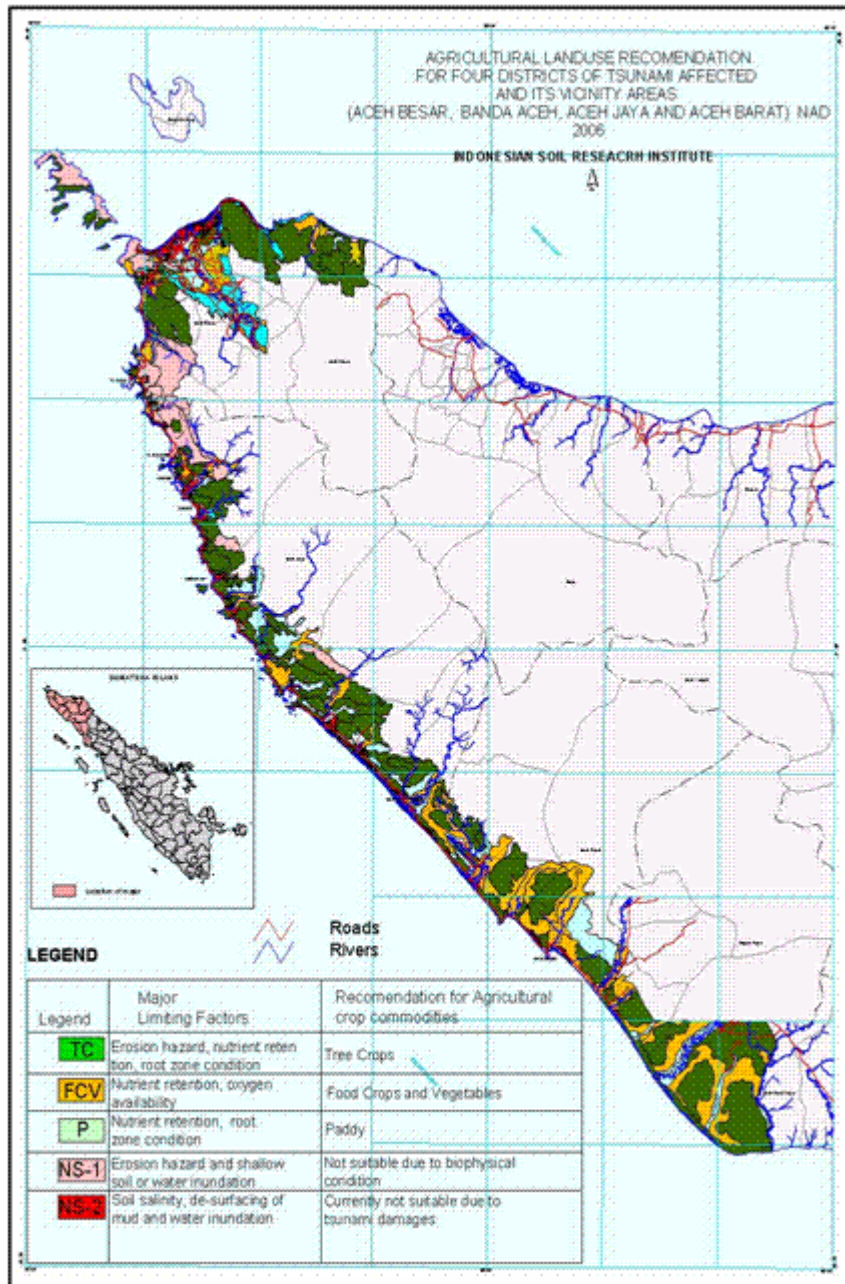 AGRICULTURAL LANDUSE RECOMENDATION
FOR FOUR DISTRICTS OF TSUNAMI AFFECTED
AND ITS VICINITY AREAS
(ACEH BESAR, BANDA ACEH, ACEH JAYA AND ACEH BARAT) NAD
2006
INDONESIAN SOIL RESEACRH INSTITUTE
SUMATERA ISLAND
Roads
Rivers
LEGEND
Legend
Major
Limiting Factors
Recomendation for Agricultural
crop commodities
TC
Erosion hazard, nutrient reten
tion, root zone condition
Tree Crops
FCV
Nutrient retention, oxygen
availability
Food Crops and Vegetables
P
Nutrient retention, root
zone condition
Paddy
NS-1
Erosion hazard and shallow
soil or water inundation
Not suitable due to biophysical
condition
NS-2
Soil salinity, de-surfacing of
mud and water inundation
Currently not suitable due to
tsunami damages